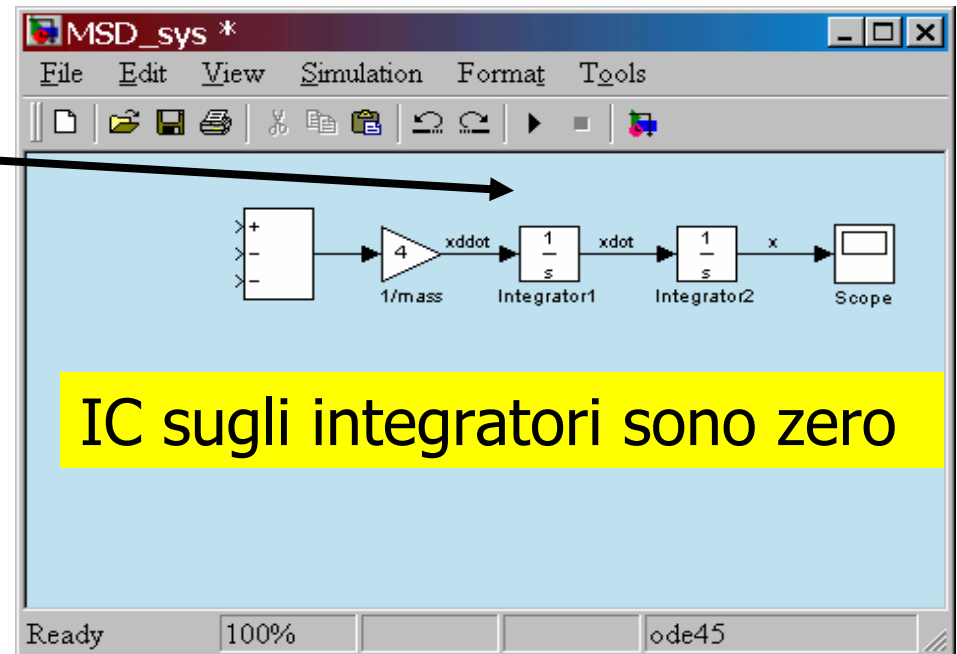 MSD_sys *
File Edit View Simulation Format Tools
+
-
-
4
1/mass
xddot
1
s
Integrator1
xdot
1
s
Integrator2
x
Scope
IC sugli integratori sono zero
Ready 100% ode45